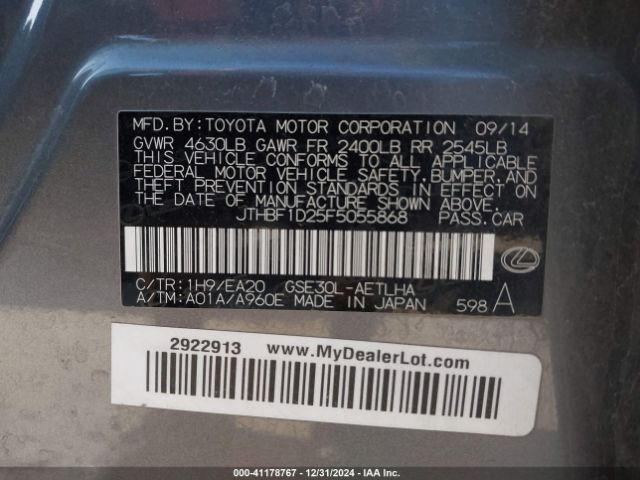 MFD. BY: TOYOTA MOTOR CORPORATION 09/14
GVWR 4630LB GAWR FR 2400LB RR 2545LB
THIS VEHICLE CONFORMS TO ALL APPLICABLE
FEDERAL MOTOR VEHICLE SAFETY, BUMPER, AND
THEFT PREVENTION STANDARDS IN EFFECT ON
THE DATE OF MANUFACTURE SHOWN ABOVE.
JTHBF1D25F5055868 PASS. CAR
C/TR: 1H9/EA20 GSE30L-AETLHA
A/TM: A01A/A960E MADE IN JAPAN 598 A
2922913 www.MyDealerLot.com
0-41178767 - 12/31/2024 - IAA Inc.